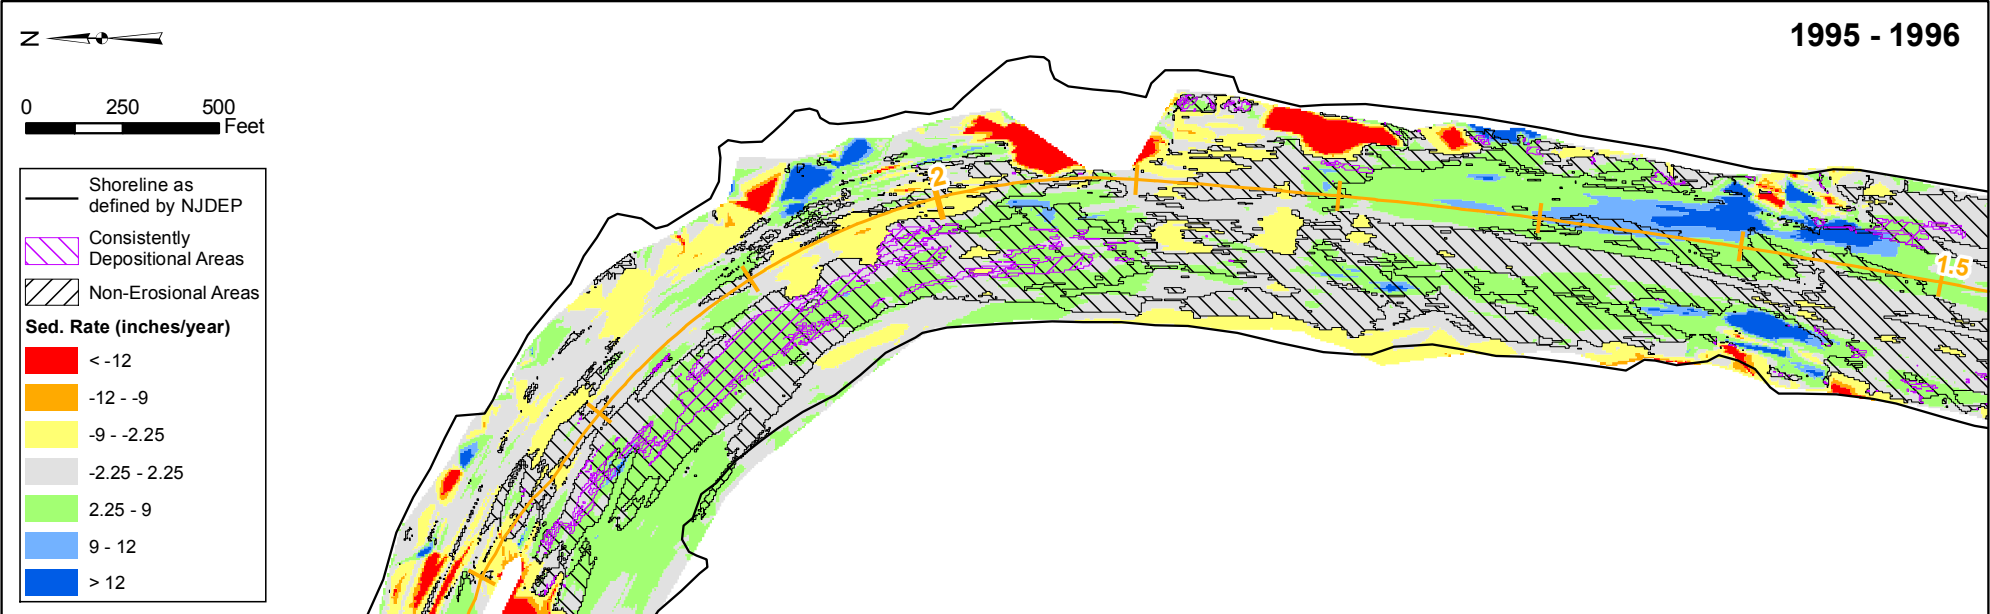 N
1995 - 1996
0 250 500
Feet
Shoreline as
defined by NJDEP
Consistently
Depositional Areas
Non-Erosional Areas
Sed. Rate (inches/year)
< -12
-12 - -9
-9 - -2.25
-2.25 - 2.25
2.25 - 9
9 - 12
> 12
2
1.5